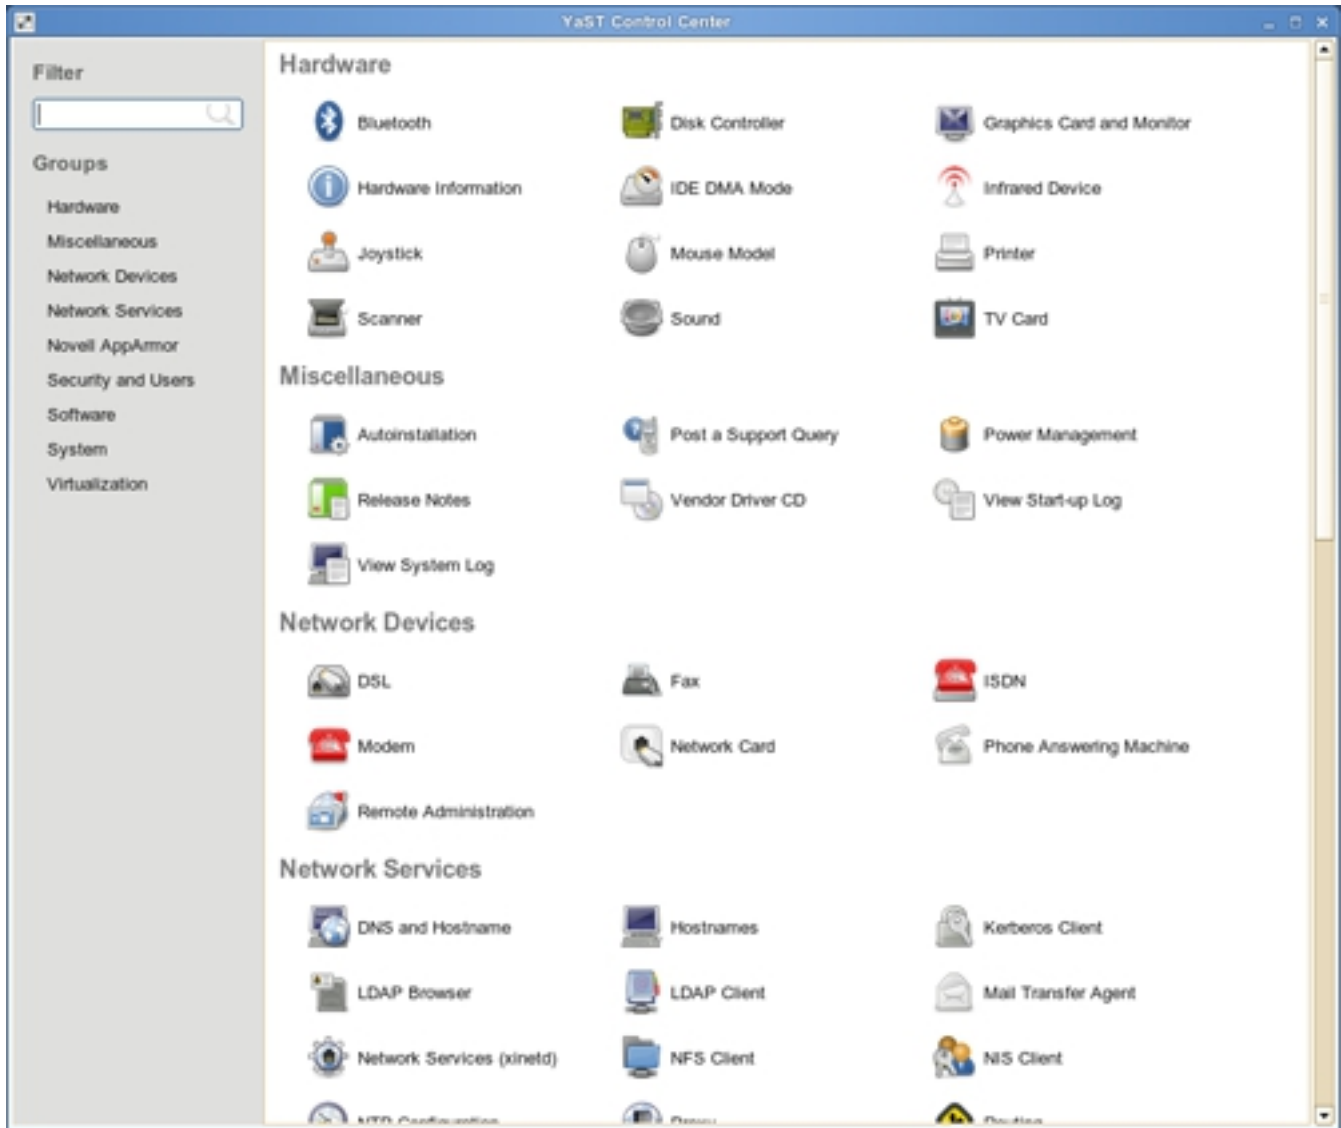 YaST Control Center
Filter
Groups
Hardware
Miscellaneous
Network Devices
Network Services
Novell AppArmor
Security and Users
Software
System
Virtualization
Hardware
Bluetooth
Disk Controller
Graphics Card and Monitor
Hardware Information
IDE DMA Mode
Infrared Device
Joystick
Mouse Model
Printer
Scanner
Sound
TV Card
Miscellaneous
Autoinstallation
Post a Support Query
Power Management
Release Notes
Vendor Driver CD
View Start-up Log
View System Log
Network Devices
DSL
Fax
ISDN
Modem
Network Card
Phone Answering Machine
Remote Administration
Network Services
DNS and Hostname
Hostnames
Kerberos Client
LDAP Browser
LDAP Client
Mail Transfer Agent
Network Services (xinetd)
NFS Client
NIS Client
NTP Configuration
Proxy
Routing